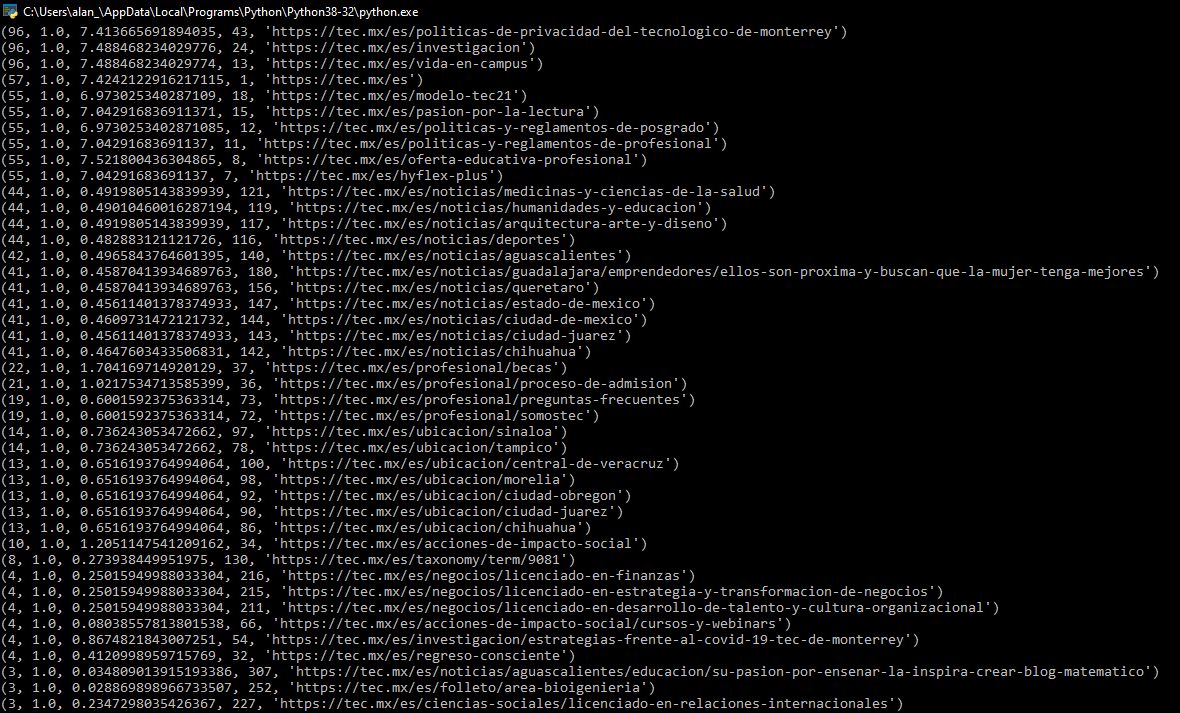 C:\Users\alan_\AppData\Local\Programs\Python\Python38-32\python.exe
(96, 1.0, 7.413665691894035, 43, 'https://tec.mx/es/politicas-de-privacidad-del-tecnologico-de-monterrey')
(96, 1.0, 7.488468234029776, 24, 'https://tec.mx/es/investigacion')
(96, 1.0, 7.488468234029774, 13, 'https://tec.mx/es/vida-en-campus')
(57, 1.0, 7.4242122916217115, 1, 'https://tec.mx/es')
(55, 1.0, 6.973025340287109, 18, 'https://tec.mx/es/modelo-tec21')
(55, 1.0, 7.042916836911371, 15, 'https://tec.mx/es/pasion-por-la-lectura')
(55, 1.0, 6.9730253402871085, 12, 'https://tec.mx/es/politicas-y-reglamentos-de-posgrado')
(55, 1.0, 7.04291683691137, 11, 'https://tec.mx/es/politicas-y-reglamentos-de-profesional')
(55, 1.0, 7.521800436304865, 8, 'https://tec.mx/es/oferta-educativa-profesional')
(55, 1.0, 7.04291683691137, 7, 'https://tec.mx/es/hyflex-plus')
(44, 1.0, 0.4919805143839939, 121, 'https://tec.mx/es/noticias/medicinas-y-ciencias-de-la-salud')
(44, 1.0, 0.49010460016287194, 119, 'https://tec.mx/es/noticias/humanidades-y-educacion')
(44, 1.0, 0.4919805143839939, 117, 'https://tec.mx/es/noticias/arquitectura-arte-y-diseno')
(44, 1.0, 0.482883121121726, 116, 'https://tec.mx/es/noticias/deportes')
(42, 1.0, 0.4965843764601395, 140, 'https://tec.mx/es/noticias/aguascalientes')
(41, 1.0, 0.45870413934689763, 180, 'https://tec.mx/es/noticias/guadalajara/emprendedores/ellos-son-proxima-y-buscan-que-la-mujer-tenga-mejores')
(41, 1.0, 0.45870413934689763, 156, 'https://tec.mx/es/noticias/queretaro')
(41, 1.0, 0.45611401378374933, 147, 'https://tec.mx/es/noticias/estado-de-mexico')
(41, 1.0, 0.4609731472121732, 144, 'https://tec.mx/es/noticias/ciudad-de-mexico')
(41, 1.0, 0.45611401378374933, 143, 'https://tec.mx/es/noticias/ciudad-juarez')
(41, 1.0, 0.4647603433506831, 142, 'https://tec.mx/es/noticias/chihuahua')
(22, 1.0, 1.704169714920129, 37, 'https://tec.mx/es/profesional/becas')
(21, 1.0, 1.0217534713585399, 36, 'https://tec.mx/es/profesional/proceso-de-admision')
(19, 1.0, 0.6001592375363314, 73, 'https://tec.mx/es/profesional/preguntas-frecuentes')
(19, 1.0, 0.6001592375363314, 72, 'https://tec.mx/es/profesional/somostec')
(14, 1.0, 0.736243053472662, 97, 'https://tec.mx/es/ubicacion/sinaloa')
(14, 1.0, 0.736243053472662, 78, 'https://tec.mx/es/ubicacion/tampico')
(13, 1.0, 0.6516193764994064, 100, 'https://tec.mx/es/ubicacion/central-de-veracruz')
(13, 1.0, 0.6516193764994064, 98, 'https://tec.mx/es/ubicacion/morelia')
(13, 1.0, 0.6516193764994064, 92, 'https://tec.mx/es/ubicacion/ciudad-obregon')
(13, 1.0, 0.6516193764994064, 90, 'https://tec.mx/es/ubicacion/ciudad-juarez')
(13, 1.0, 0.6516193764994064, 86, 'https://tec.mx/es/ubicacion/chihuahua')
(10, 1.0, 1.2051147541209162, 34, 'https://tec.mx/es/acciones-de-impacto-social')
(8, 1.0, 0.273938449951975, 130, 'https://tec.mx/es/taxonomy/term/9081')
(4, 1.0, 0.25015949988033304, 216, 'https://tec.mx/es/negocios/licenciado-en-finanzas')
(4, 1.0, 0.25015949988033304, 215, 'https://tec.mx/es/negocios/licenciado-en-estrategia-y-transformacion-de-negocios')
(4, 1.0, 0.25015949988033304, 211, 'https://tec.mx/es/negocios/licenciado-en-desarrollo-de-talento-y-cultura-organizacional')
(4, 1.0, 0.08038557813801538, 66, 'https://tec.mx/es/acciones-de-impacto-social/cursos-y-webinars')
(4, 1.0, 0.8674821843007251, 54, 'https://tec.mx/es/investigacion/estrategias-frente-al-covid-19-tec-de-monterrey')
(4, 1.0, 0.4120998959715769, 32, 'https://tec.mx/es/regreso-consciente')
(3, 1.0, 0.034809013915193386, 307, 'https://tec.mx/es/noticias/aguascalientes/educacion/su-pasion-por-ensenar-la-inspira-crear-blog-matematico')
(3, 1.0, 0.028869898966733507, 252, 'https://tec.mx/es/folleto/area-bioigenieria')
(3, 1.0, 0.2347298035426367, 227, 'https://tec.mx/es/ciencias-sociales/licenciado-en-relaciones-internacionales')